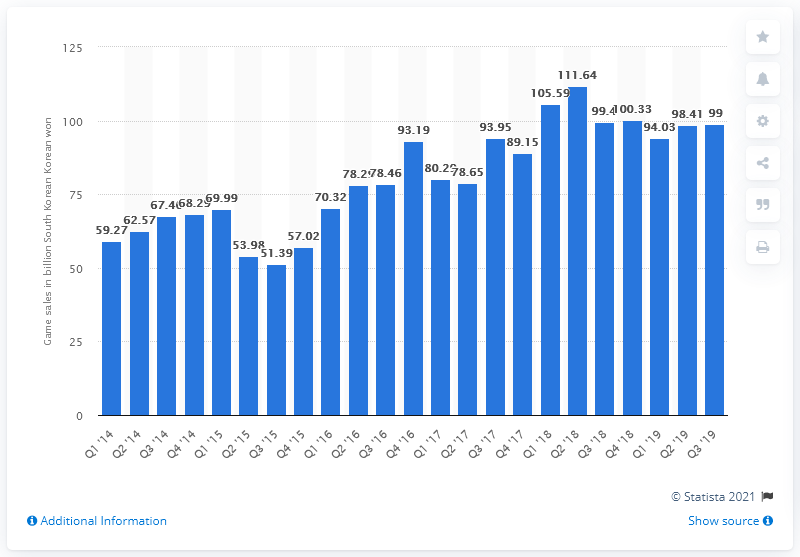 125
100
75
50
25
0
Game sales in billion South Korean Korean won
59.27
62.57
67.46
68.29
69.99
53.98
51.39
57.02
70.32
78.29
78.46
93.19
80.29
78.65
93.95
89.15
105.59
111.64
99.4
100.33
94.03
98.41
99
Q1 '14
Q2 '14
Q3 '14
Q4 '14
Q1 '15
Q2 '15
Q3 '15
Q4 '15
Q1 '16
Q2 '16
Q3 '16
Q4 '16
Q1 '17
Q2 '17
Q3 '17
Q4 '17
Q1 '18
Q2 '18
Q3 '18
Q4 '18
Q1 '19
Q2 '19
Q3 '19
© Statista 2021
Additional Information
Show source